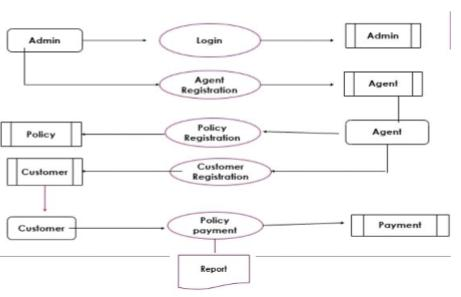 Admin
Login
Admin
Agent
Registration
Agent
Policy
Policy
Registration
Agent
Customer
Customer
Registration
Customer
Policy
payment
Payment
Report